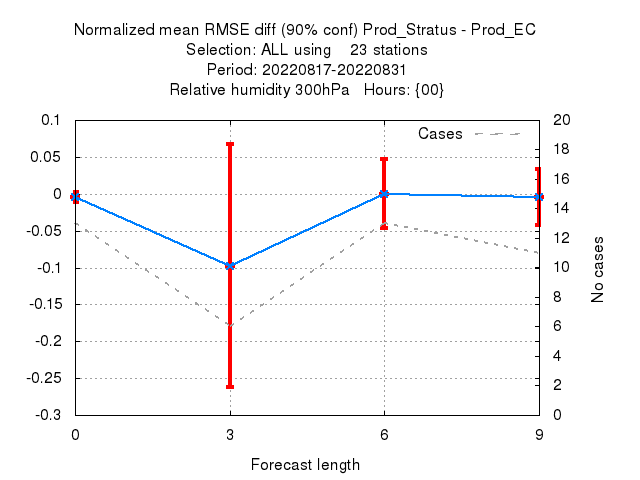 Normalized mean RMSE diff (90% conf) Prod_Stratus - Prod_EC
Selection: ALL using    23 stations
Period: 20220817-20220831
Relative humidity 300hPa   Hours: {00}
Cases
0.1
0.05
0
-0.05
-0.1
-0.15
-0.2
-0.25
-0.3
20
18
16
14
12
10
8
6
4
2
0
No cases
0 3 6 9
Forecast length